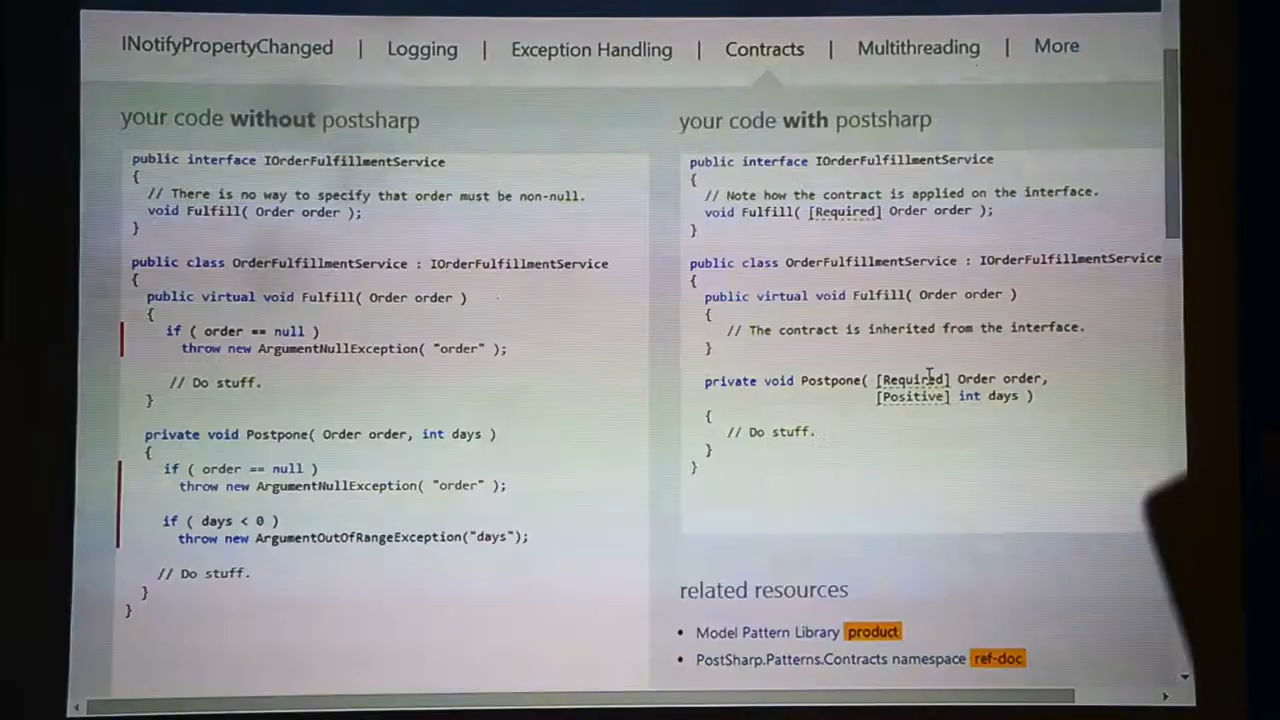 INotifyPropertyChanged | Logging | Exception Handling | Contracts | Multithreading | More
your code without postsharp
public interface IOrderFulfillmentService
{
// There is no way to specify that order must be non-null.
void Fulfill( Order order );
}
public class OrderFulfillmentService : IOrderFulfillmentService
{
public virtual void Fulfill( Order order )
{
if ( order == null )
throw new ArgumentNullException( "order" );
// Do stuff.
}
private void Postpone( Order order, int days )
{
if ( order == null )
throw new ArgumentNullException( "order" );
if ( days < 0 )
throw new ArgumentOutOfRangeException("days");
// Do stuff.
}
}
your code with postsharp
public interface IOrderFulfillmentService
{
// Note how the contract is applied on the interface.
void Fulfill( [Required] Order order );
}
public class OrderFulfillmentService : IOrderFulfillmentService
{
public virtual void Fulfill( Order order )
{
// The contract is inherited from the interface.
}
private void Postpone( [Required] Order order,
[Positive] int days )
{
// Do stuff.
}
}
related resources
• Model Pattern Library product
• PostSharp.Patterns.Contracts namespace ref-doc